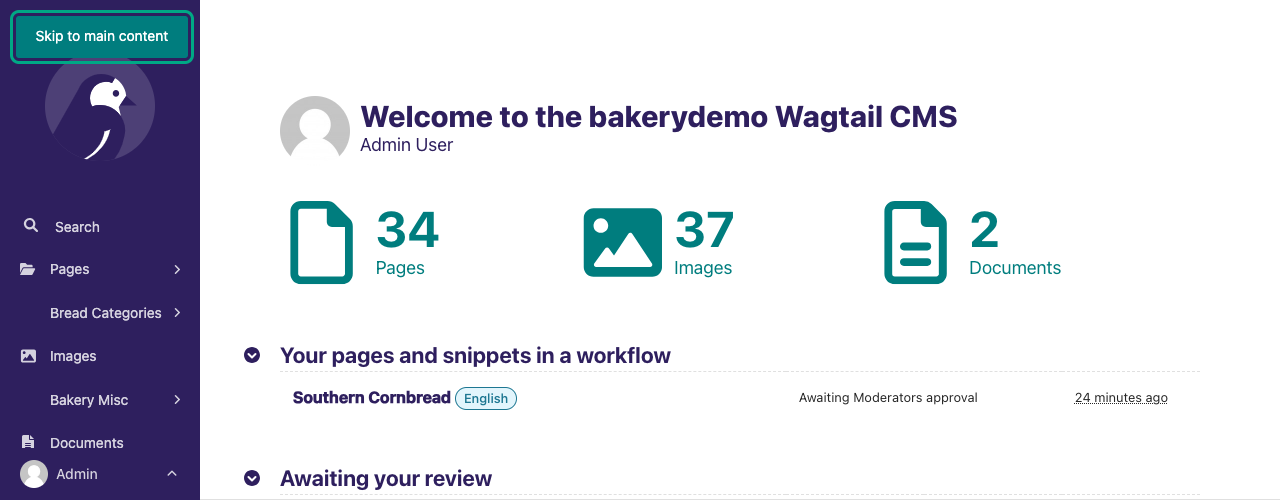 Skip to main content
Search
Pages
Bread Categories
Images
Bakery Misc
Documents
Admin
Welcome to the bakerydemo Wagtail CMS
Admin User
34
Pages
37
Images
2
Documents
Your pages and snippets in a workflow
Southern Cornbread English Awaiting Moderators approval 24 minutes ago
Awaiting your review